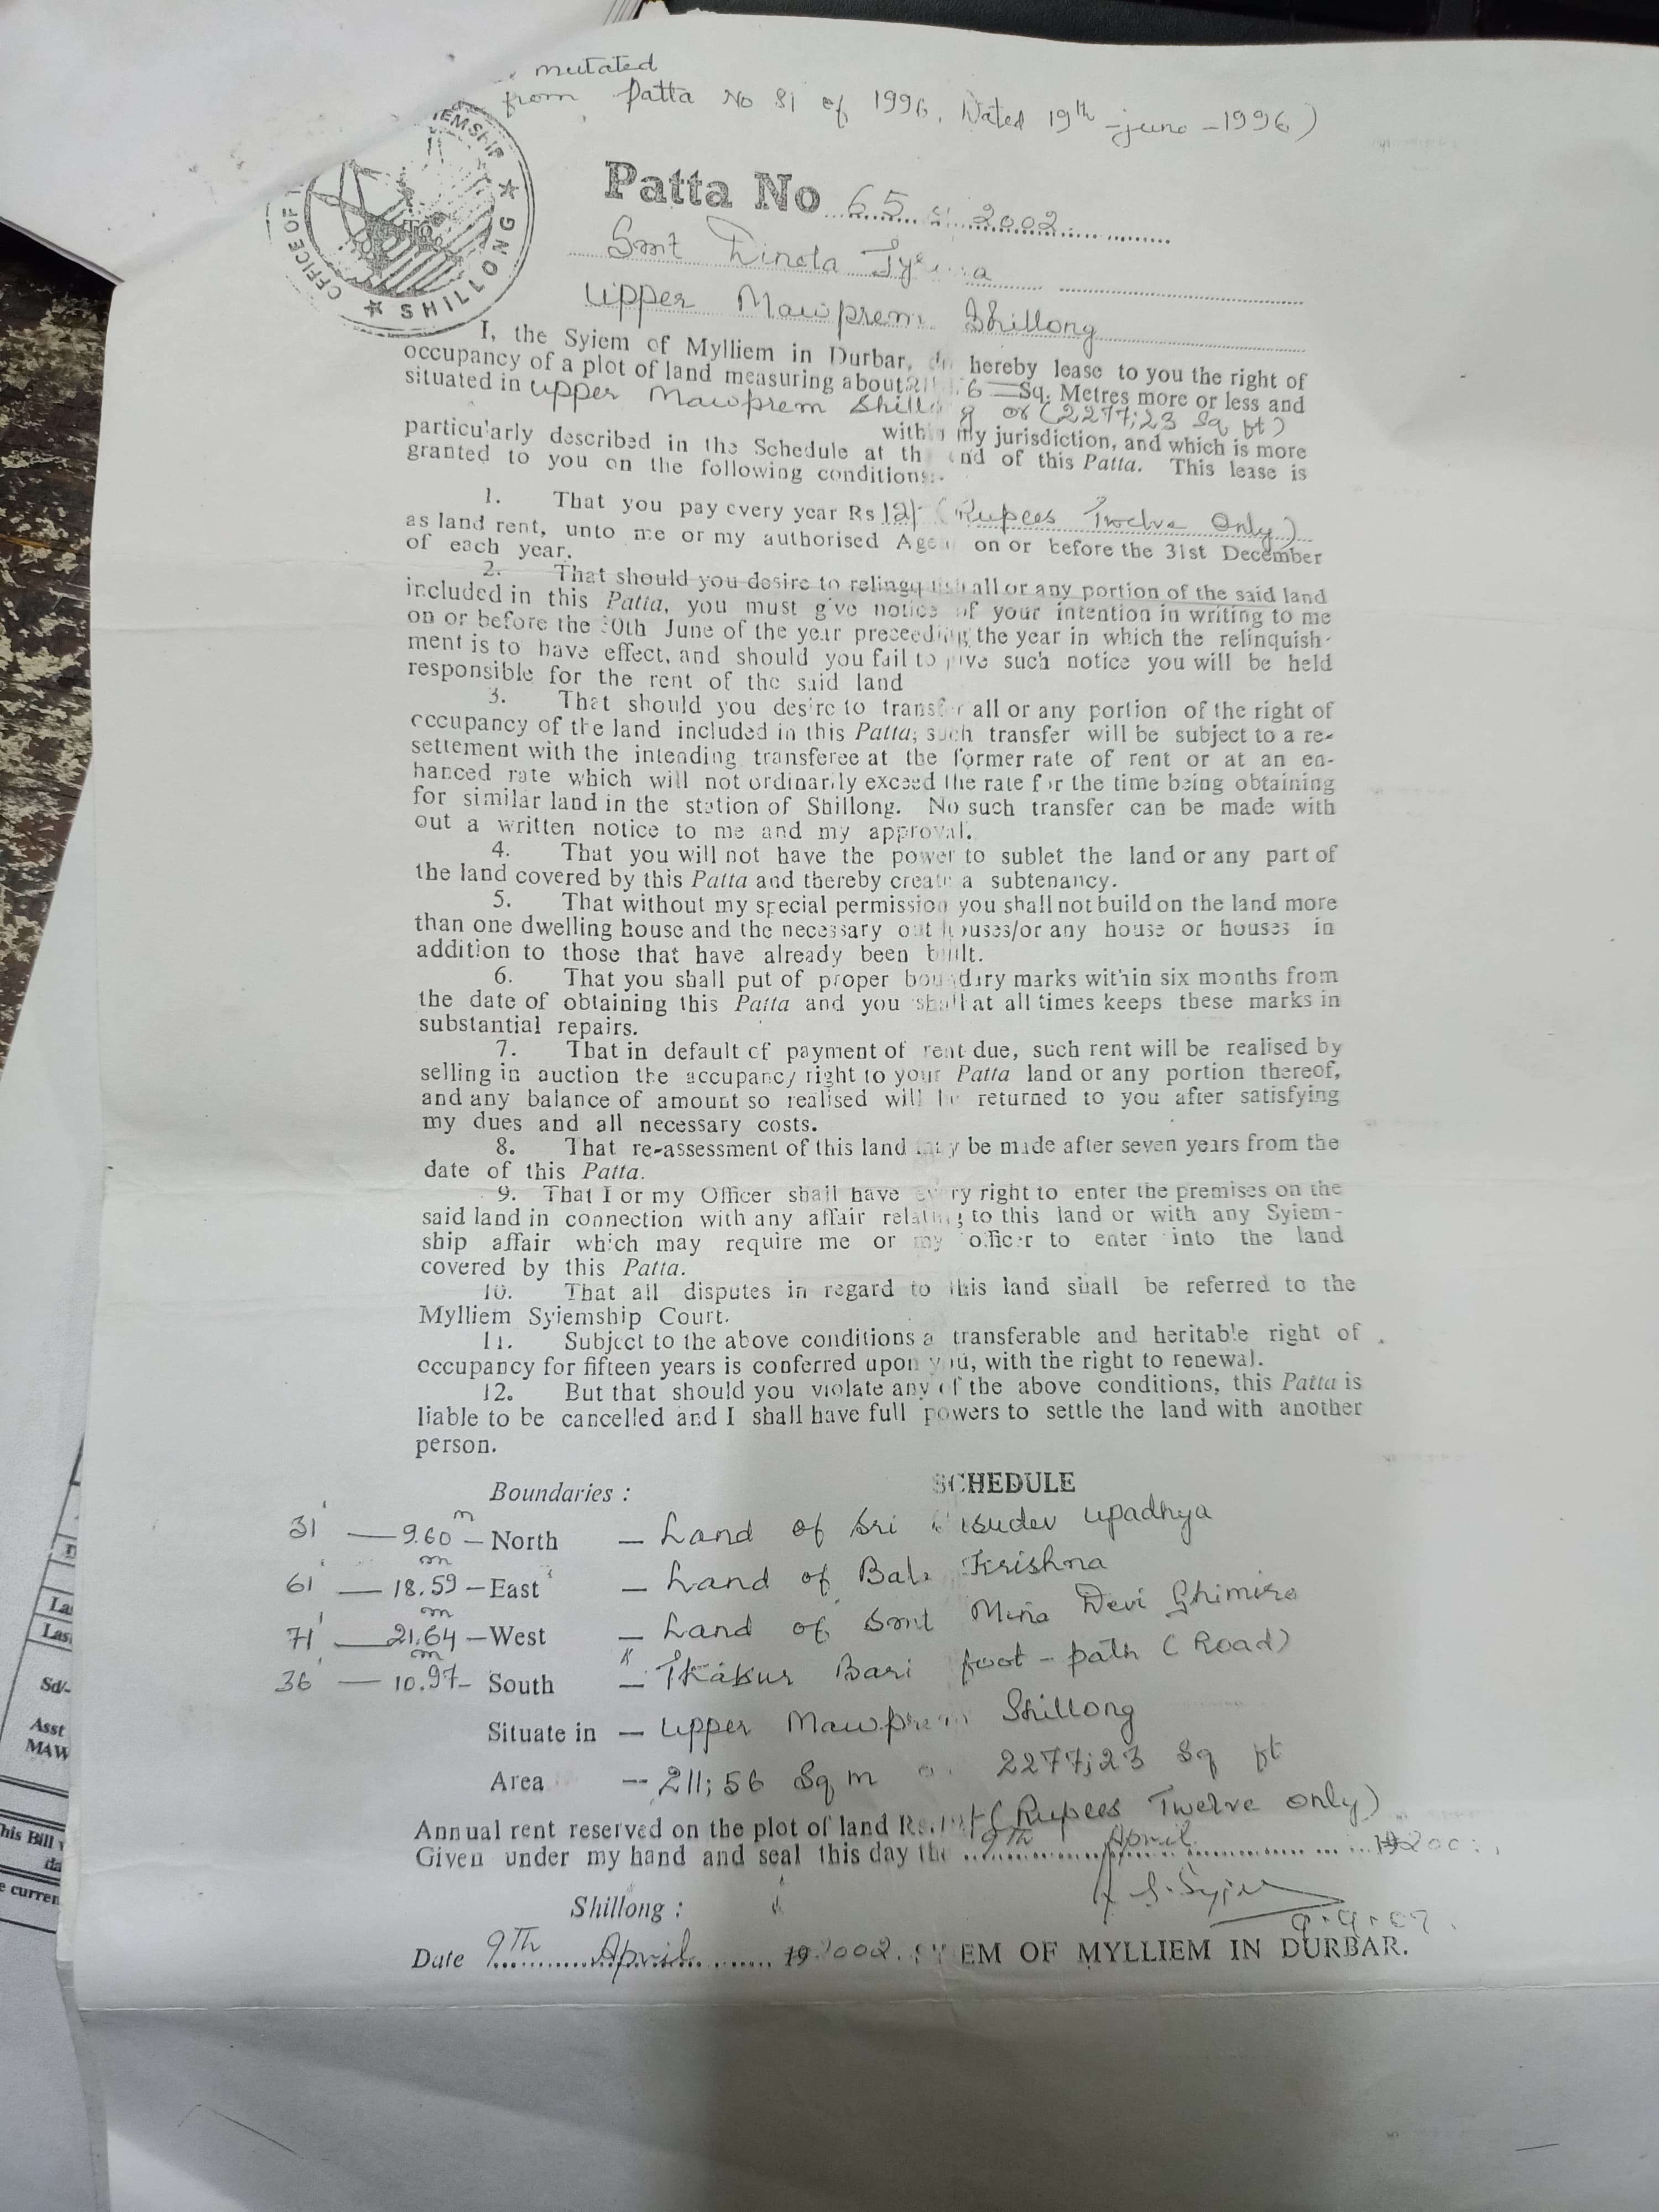 mutated
from Patta No 81 of 1996, Dated 19th - june - 1996)
OFFICE OF
SIEMSHIP
SHILLONG
Patta No 65 of 2002
Smt
Upper Mawprem Shillong
I, the Syiem of Mylliem in Durbar, do hereby lease to you the right of
occupancy of a plot of land measuring about 211;56 — Sq. Metres more or less and
situated in Upper Mawprem Shillong or (2277;23 Sq ft)
within my jurisdiction, and which is more
particularly described in the Schedule at the end of this Patta. This lease is
granted to you on the following conditions:-
1. That you pay every year Rs 12/- (Rupees Twelve Only)
as land rent, unto me or my authorised Agent on or before the 31st December
of each year.
2. That should you desire to relinquish all or any portion of the said land
included in this Patta, you must give notice of your intention in writing to me
on or before the 30th June of the year preceeding the year in which the relinquish-
ment is to have effect, and should you fail to give such notice you will be held
responsible for the rent of the said land
3. That should you desire to transfer all or any portion of the right of
occupancy of the land included in this Patta, such transfer will be subject to a re-
settement with the intending transferee at the former rate of rent or at an en-
hanced rate which will not ordinarily exceed the rate for the time being obtaining
for similar land in the station of Shillong. No such transfer can be made with
out a written notice to me and my approval.
4. That you will not have the power to sublet the land or any part of
the land covered by this Patta and thereby create a subtenancy.
5. That without my special permission you shall not build on the land more
than one dwelling house and the necessary out houses/or any house or houses in
addition to those that have already been built.
6. That you shall put of proper boundary marks within six months from
the date of obtaining this Patta and you shall at all times keeps these marks in
substantial repairs.
7. That in default of payment of rent due, such rent will be realised by
selling in auction the accupancy right to your Patta land or any portion thereof,
and any balance of amount so realised will be returned to you after satisfying
my dues and all necessary costs.
8. That re-assessment of this land may be made after seven years from the
date of this Patta.
9. That I or my Officer shall have every right to enter the premises on the
said land in connection with any affair relating to this land or with any Syiem-
ship affair which may require me or my officer to enter into the land
covered by this Patta.
10. That all disputes in regard to this land shall be referred to the
Mylliem Syiemship Court.
11. Subject to the above conditions a transferable and heritable right of
occupancy for fifteen years is conferred upon you, with the right to renewal.
12. But that should you violate any of the above conditions, this Patta is
liable to be cancelled and I shall have full powers to settle the land with another
person.
Boundaries : SCHEDULE
31' — 9.60 m — North — Land of Sri Upadhya
61' — 18.59 m — East — Land of Bala Krishna
71' — 21.64 m — West — Land of Smt Mina Devi Ghimire
36' — 10.97 m — South — Thakur Bari foot-path (Road)
Situate in — Upper Mawprem Shillong
Area — 211;56 Sq m or 2277;23 Sq ft
Annual rent reserved on the plot of land Rs. 12/- (Rupees Twelve only)
Given under my hand and seal this day the 9th April
Shillong :
Date 9th April 19 2002. SYIEM OF MYLLIEM IN DURBAR.
La
Las
Sd/-
Asst
MAW
his Bill
da
e curren